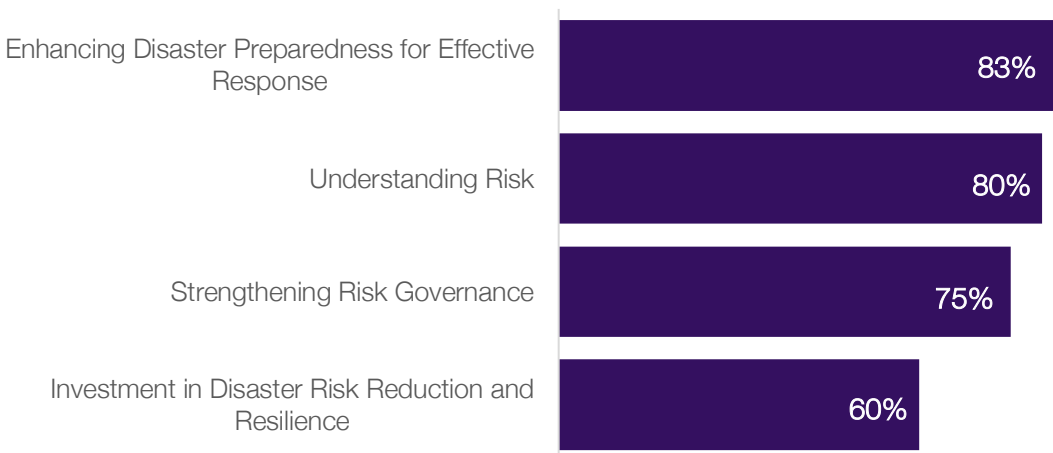 Enhancing Disaster Preparedness for Effective
Response
83%
Understanding Risk
80%
Strengthening Risk Governance
75%
Investment in Disaster Risk Reduction and
Resilience
60%